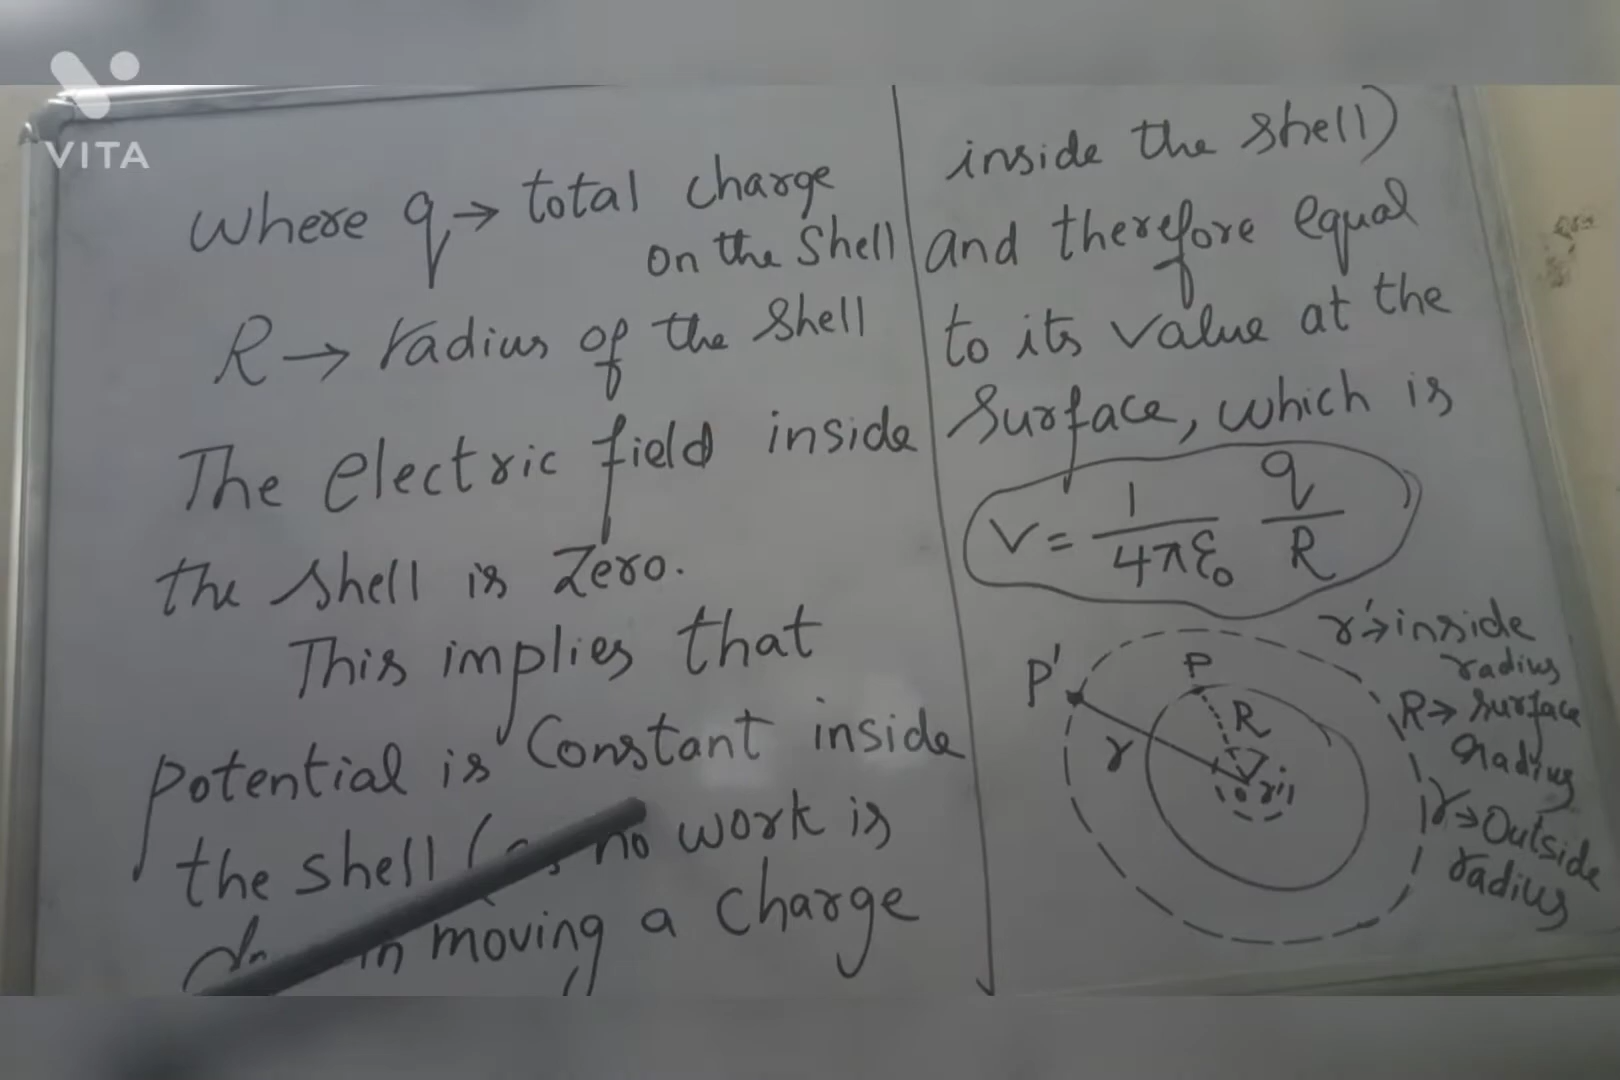 VITA
where q → total charge
on the shell
R → radius of the shell
The electric field inside
the shell is Zero.
This implies that
potential is constant inside
the shell ( no work is
in moving a charge
inside the shell)
and therefore equal
to its value at the
surface, which is
V = 1/4πε₀ q/R
r' → inside
radius
R → surface
radius
r → outside
radius
P'
P
R
r
o
r'